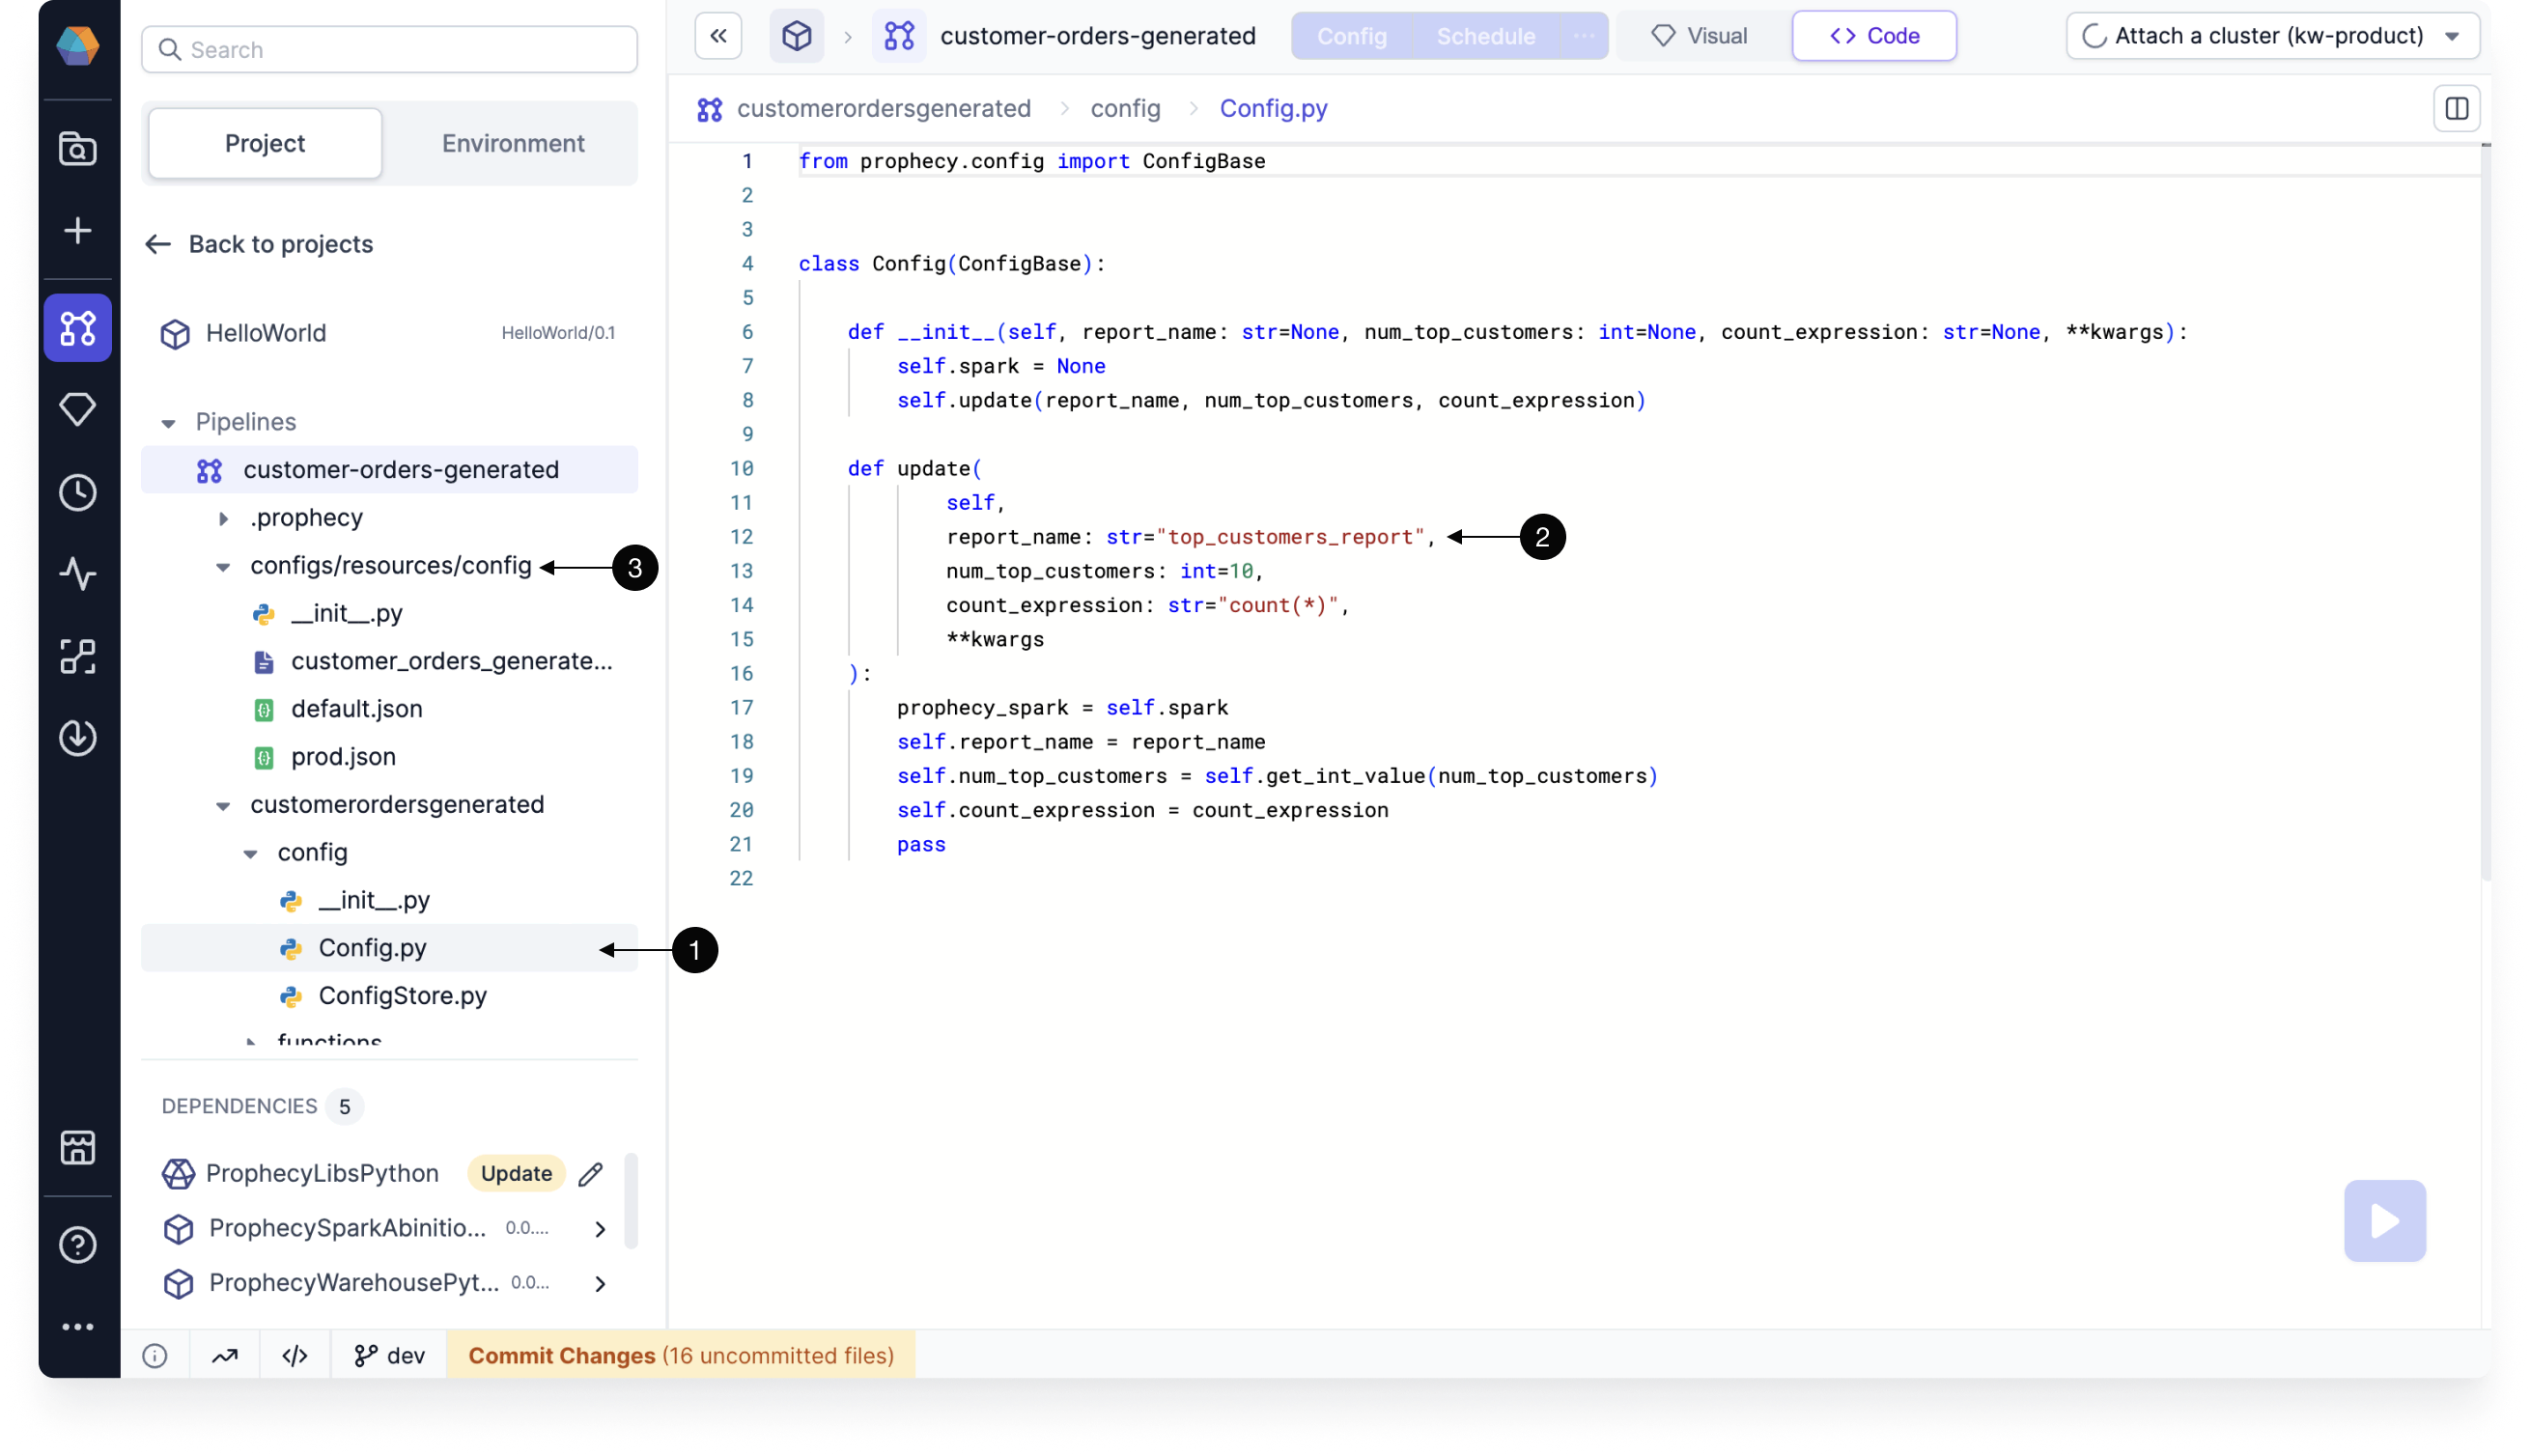 Search
Project
Environment
Back to projects
HelloWorld
HelloWorld/0.1
Pipelines
customer-orders-generated
.prophecy
configs/resources/config
3
__init__.py
customer_orders_generate...
default.json
prod.json
customerordersgenerated
config
__init__.py
Config.py
1
ConfigStore.py
functions
DEPENDENCIES 5
ProphecyLibsPython Update
ProphecySparkAbinitio... 0.0....
ProphecyWarehousePyt... 0.0...
dev
Commit Changes (16 uncommitted files)
customer-orders-generated
Config
Schedule
...
Visual
<> Code
Attach a cluster (kw-product)
customerordersgenerated > config > Config.py
1 from prophecy.config import ConfigBase
2
3
4 class Config(ConfigBase):
5
6 def __init__(self, report_name: str=None, num_top_customers: int=None, count_expression: str=None, **kwargs):
7 self.spark = None
8 self.update(report_name, num_top_customers, count_expression)
9
10 def update(
11 self,
12 report_name: str="top_customers_report", 2
13 num_top_customers: int=10,
14 count_expression: str="count(*)",
15 **kwargs
16 ):
17 prophecy_spark = self.spark
18 self.report_name = report_name
19 self.num_top_customers = self.get_int_value(num_top_customers)
20 self.count_expression = count_expression
21 pass
22